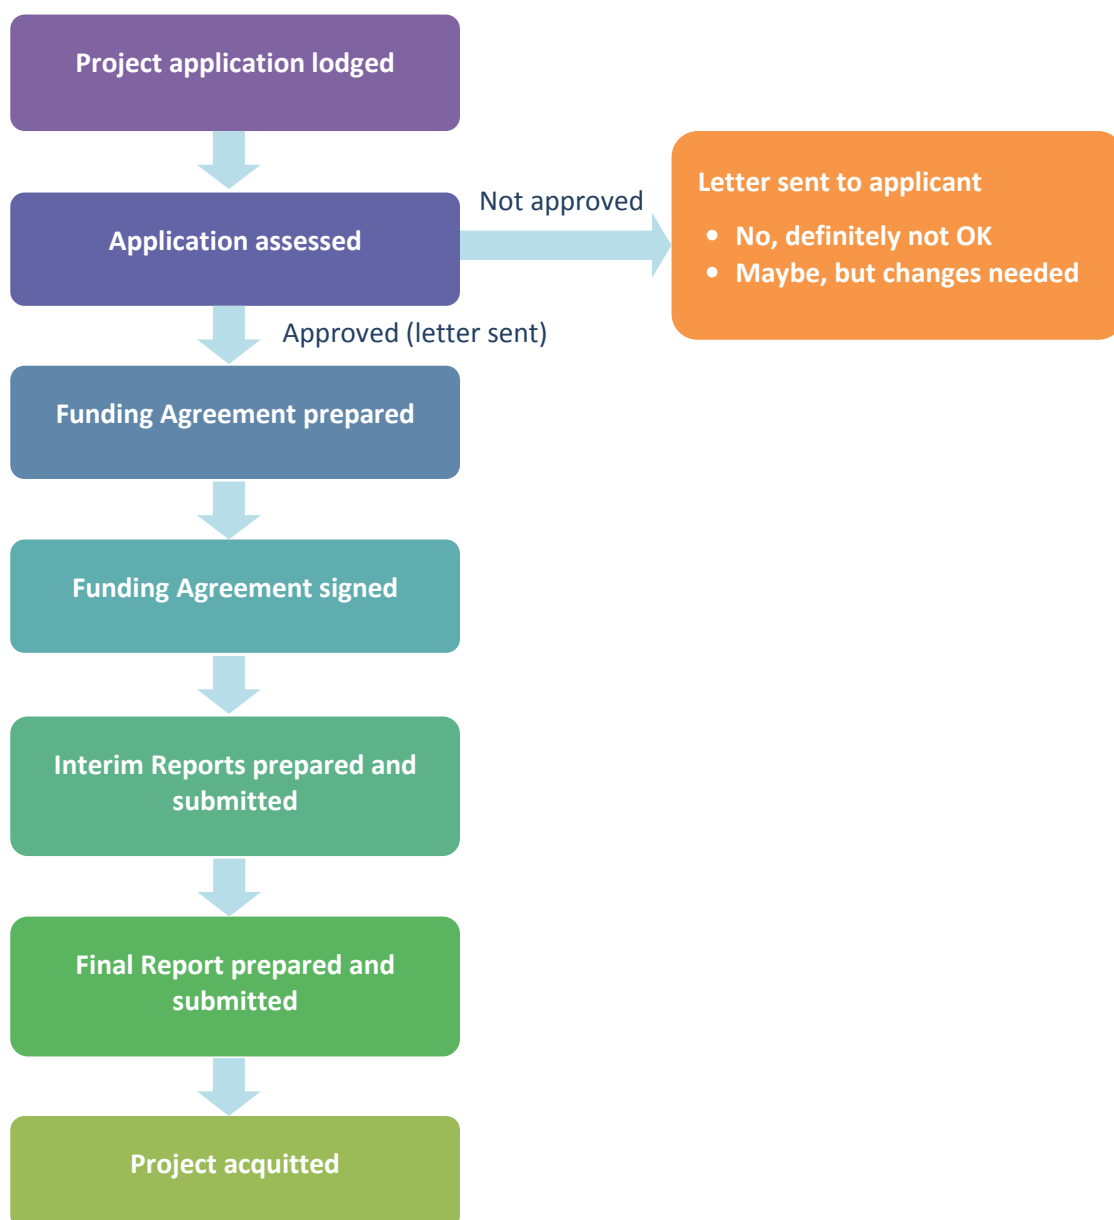 Project application lodged
Application assessed
Not approved
Letter sent to applicant
• No, definitely not OK
• Maybe, but changes needed
Approved (letter sent)
Funding Agreement prepared
Funding Agreement signed
Interim Reports prepared and
submitted
Final Report prepared and
submitted
Project acquitted